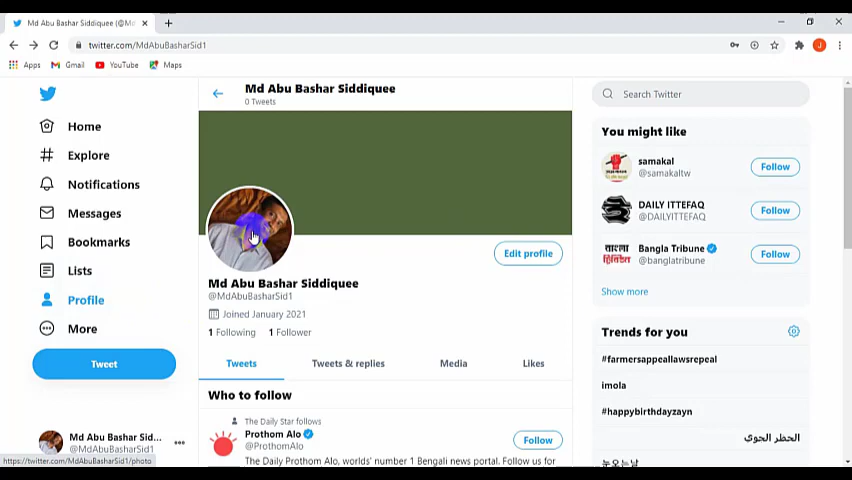 Md Abu Bashar Siddiquee (@Md
twitter.com/MdAbuBasharSid1
J
Apps Gmail YouTube Maps
Md Abu Bashar Siddiquee
0 Tweets
Home
Explore
Notifications
Messages
Bookmarks
Lists
Profile
More
Tweet
Md Abu Bashar Sid...
@MdAbuBasharSid1
https://twitter.com/MdAbuBasharSid1/photo
Edit profile
Md Abu Bashar Siddiquee
@MdAbuBasharSid1
Joined January 2021
1 Following 1 Follower
Tweets Tweets & replies Media Likes
Who to follow
The Daily Star follows
Prothom Alo
@ProthomAlo
Follow
The Daily Prothom Alo, worlds' number 1 Bengali news portal. Follow us for
Search Twitter
You might like
samakal
@samakaltw
Follow
DAILY ITTEFAQ
@DAILYITTEFAQ
Follow
বাংলা
Bangla Tribune
@banglatribune
Follow
Show more
Trends for you
#farmersappeallawsrepeal
imola
#happybirthdayzayn
الحظر الجوي
눈오는날